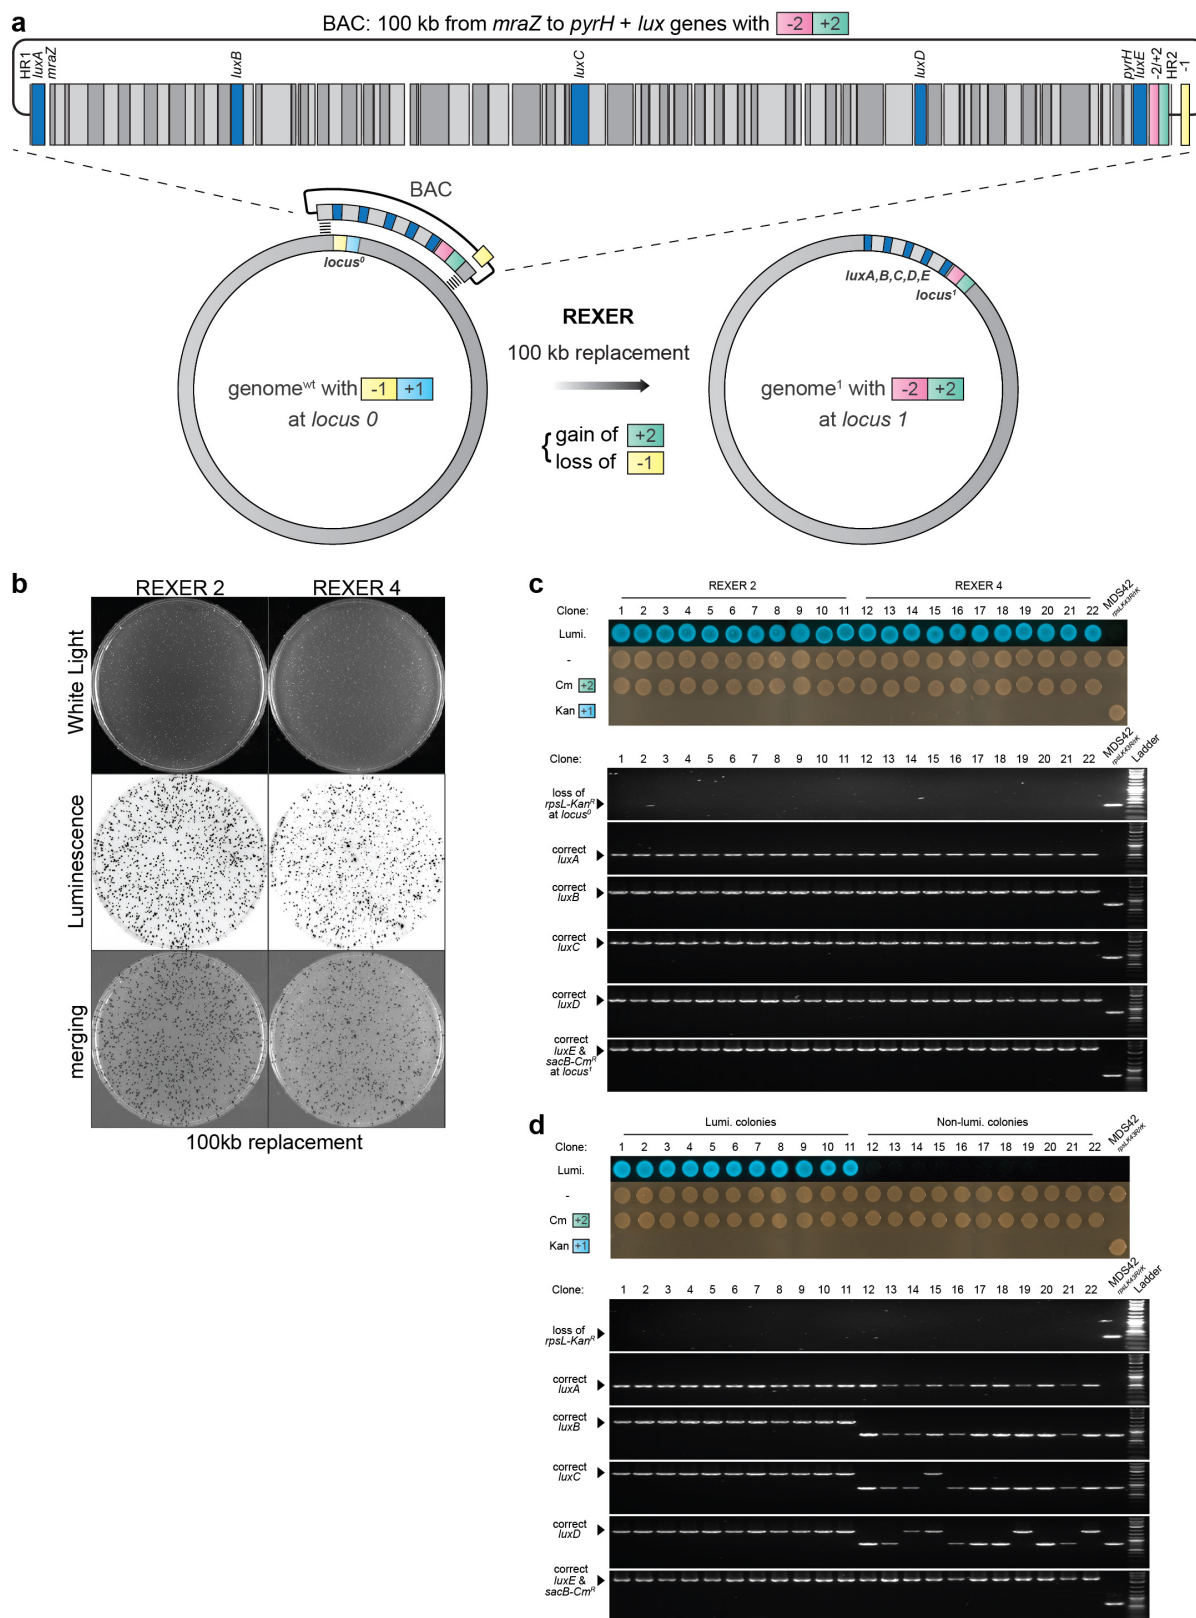 a
BAC: 100 kb from mraZ to pyrH + lux genes with -2 +2
HR1 luxA mraZ luxB luxC luxD pyrH luxE -2/+2 HR2 -1
BAC
locus⁰
luxA,B,C,D,E
locus¹
REXER
100 kb replacement
genomeʷᵗ with -1 +1
at locus 0
genome¹ with -2 +2
at locus 1
gain of +2
loss of -1
b
REXER 2 REXER 4
White Light
Luminescence
merging
100kb replacement
c
REXER 2 REXER 4
Clone: 1 2 3 4 5 6 7 8 9 10 11 12 13 14 15 16 17 18 19 20 21 22 MDS42 rpsLK43R/rK
Lumi.
-
Cm +2
Kan +1
Clone: 1 2 3 4 5 6 7 8 9 10 11 12 13 14 15 16 17 18 19 20 21 22 MDS42 rpsLK43R/rK Ladder
loss of
rpsL-Kanᴿ
at locus⁰
correct
luxA
correct
luxB
correct
luxC
correct
luxD
correct
luxE &
sacB-Cmᴿ
at locus¹
d
Lumi. colonies Non-lumi. colonies
Clone: 1 2 3 4 5 6 7 8 9 10 11 12 13 14 15 16 17 18 19 20 21 22 MDS42 rpsLK43R/rK
Lumi.
-
Cm +2
Kan +1
Clone: 1 2 3 4 5 6 7 8 9 10 11 12 13 14 15 16 17 18 19 20 21 22 MDS42 rpsLK43R/rK Ladder
loss of
rpsL-Kanᴿ
correct
luxA
correct
luxB
correct
luxC
correct
luxD
correct
luxE &
sacB-Cmᴿ